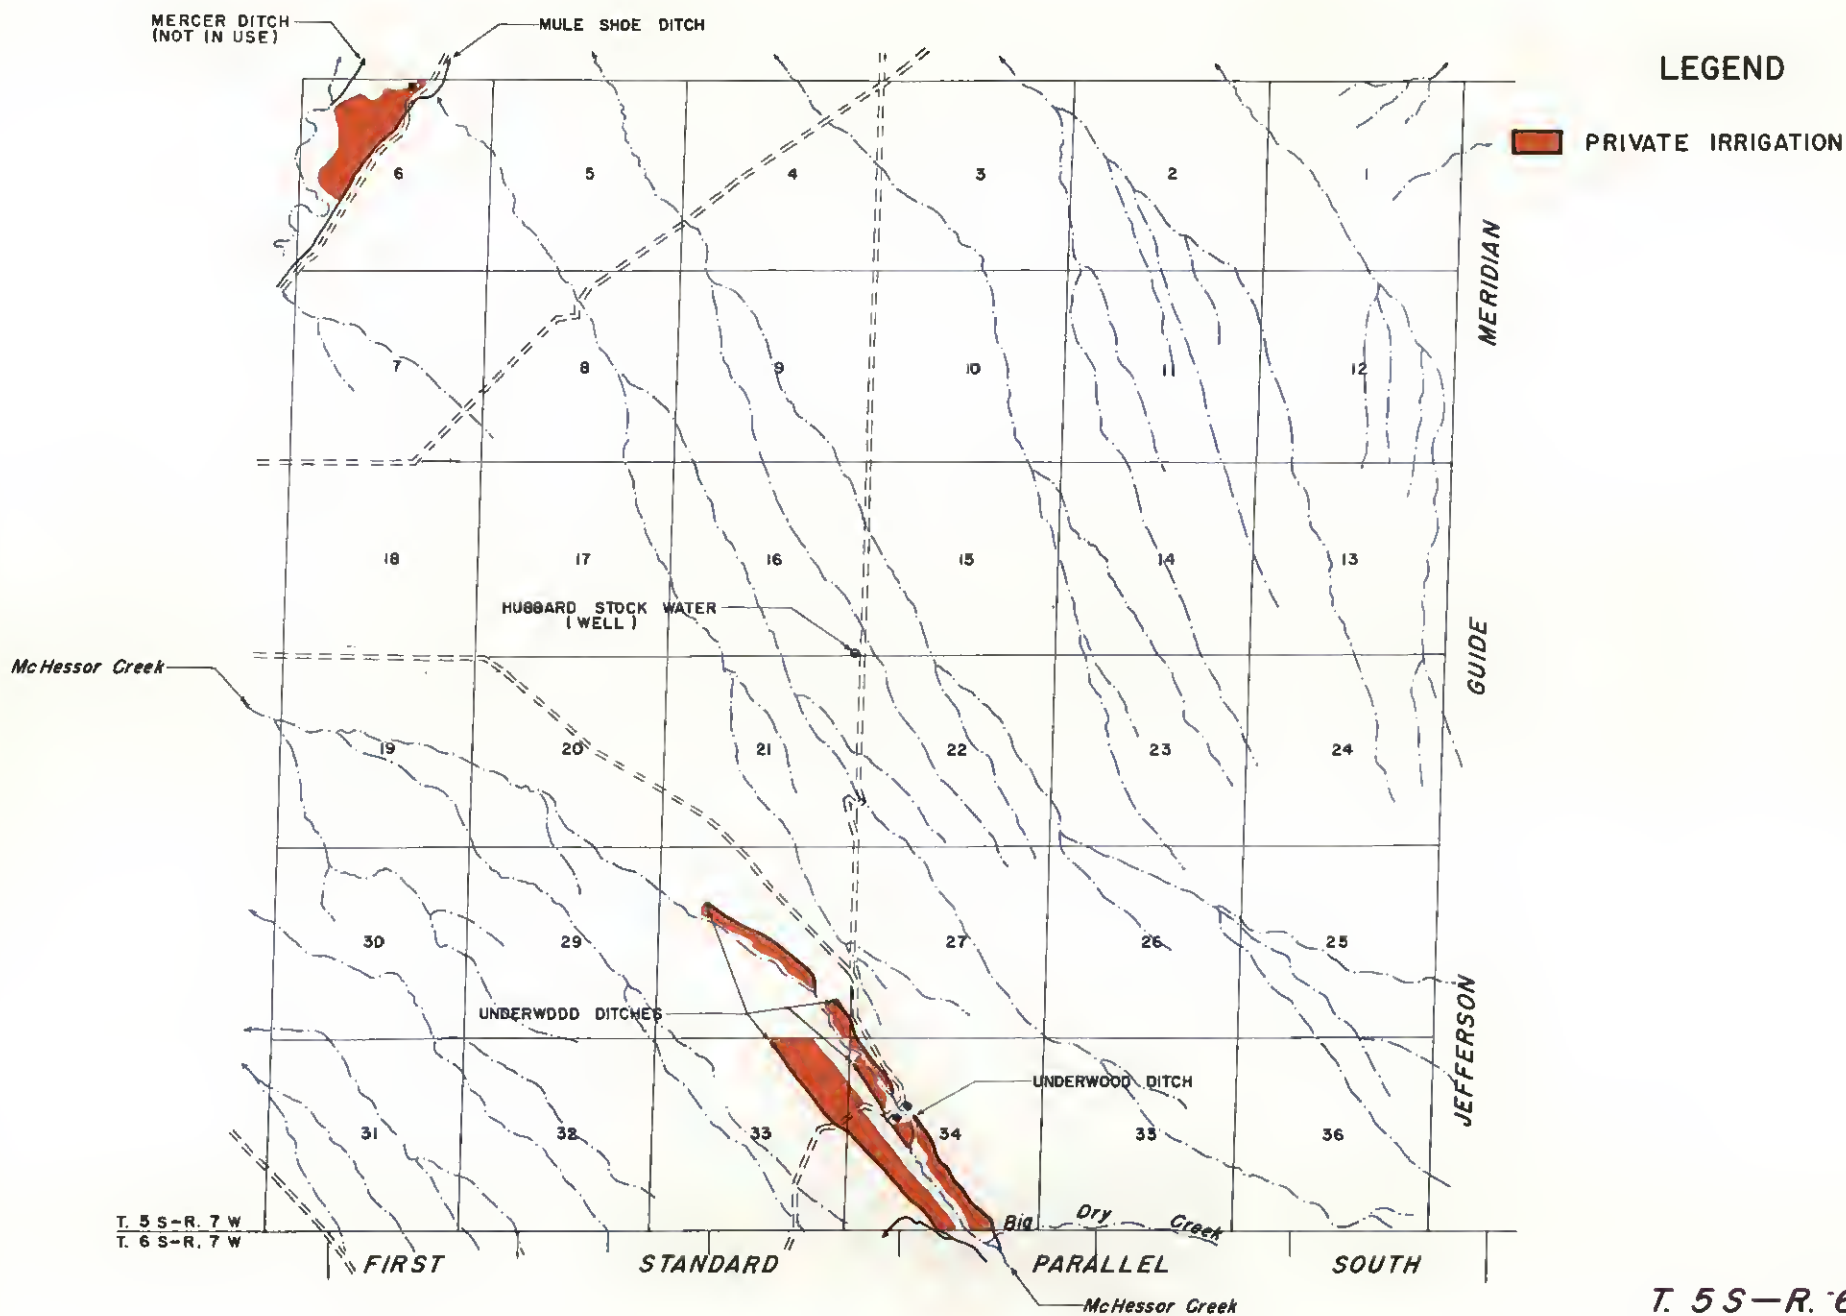 MERCER DITCH
(NOT IN USE)
MULE SHOE DITCH
LEGEND
PRIVATE IRRIGATION
6
5
4
3
2
1
MERIDIAN
7
8
9
10
11
12
18
17
16
15
14
13
HUBBARD STOCK WATER
(WELL)
GUIDE
McHessor Creek
19
20
21
22
23
24
30
29
27
26
25
UNDERWOOD DITCHES
JEFFERSON
UNDERWOOD DITCH
31
32
33
34
35
36
T. 5 S-R. 7 W
T. 6 S-R. 7 W
Big Dry Creek
FIRST STANDARD PARALLEL SOUTH
McHessor Creek
T. 5 S-R. 6